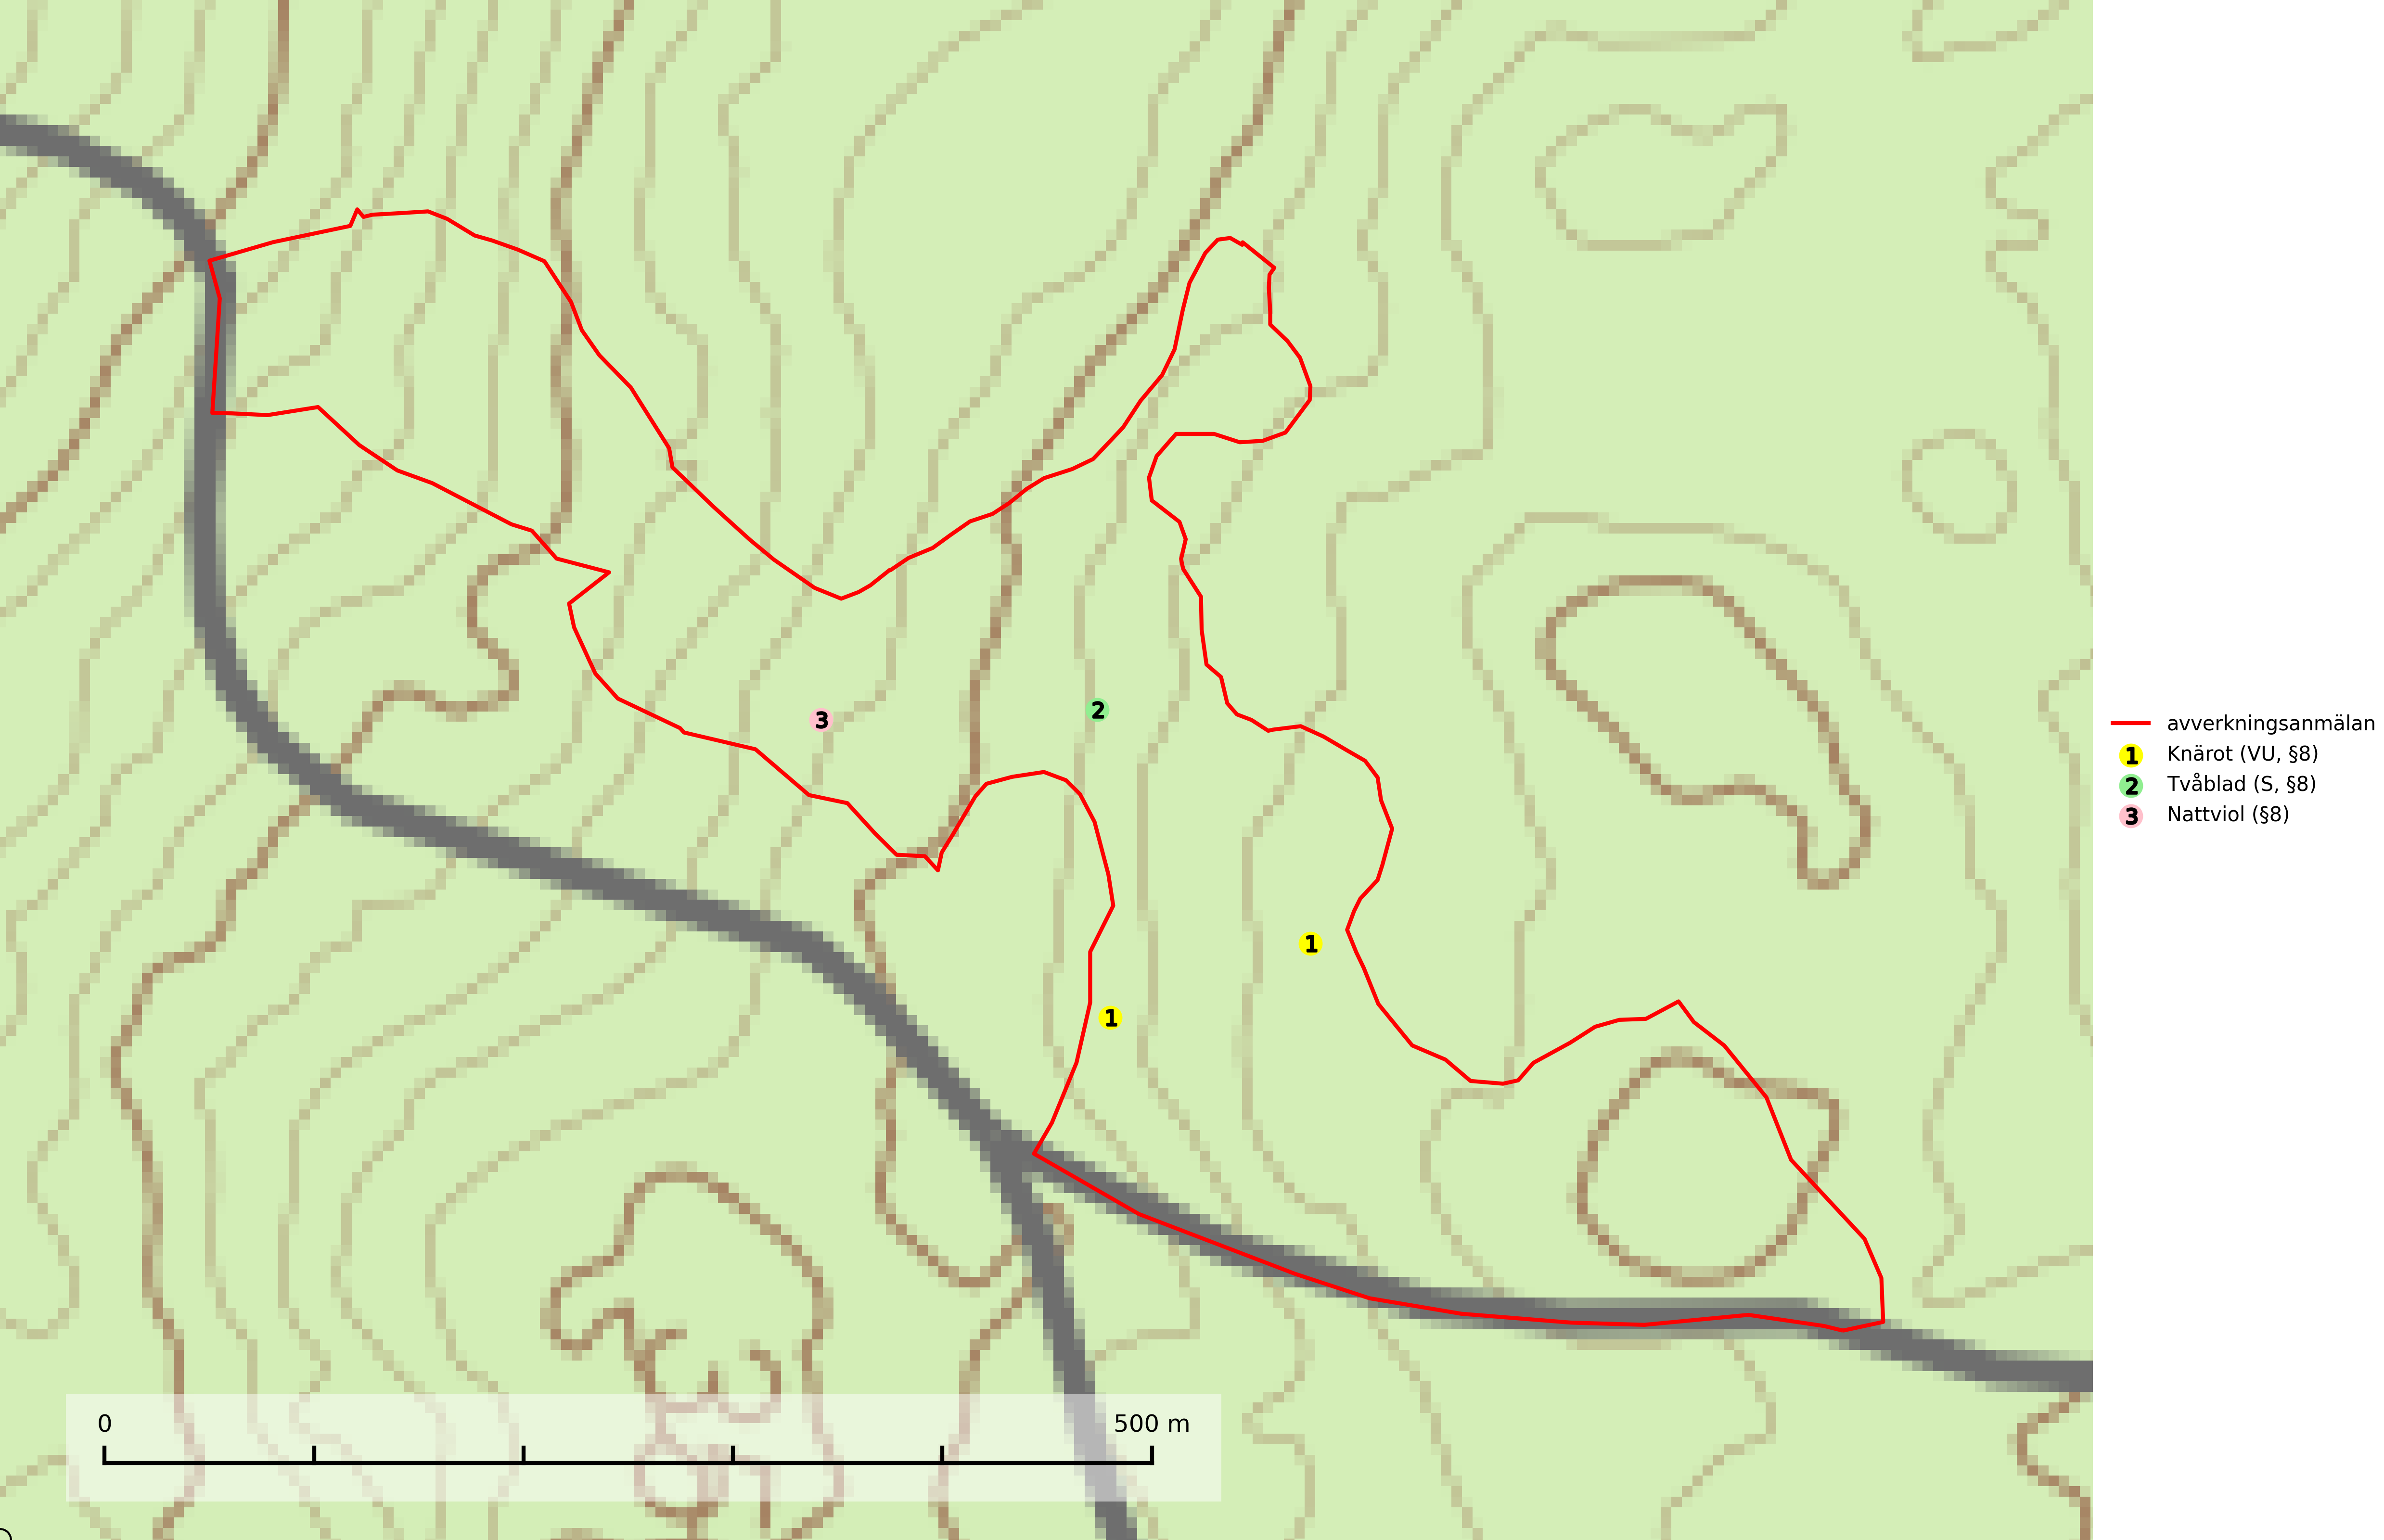 3
2
1
1
0 500 m
avverkningsanmälan
1 Knärot (VU, §8)
2 Tvåblad (S, §8)
3 Nattviol (§8)